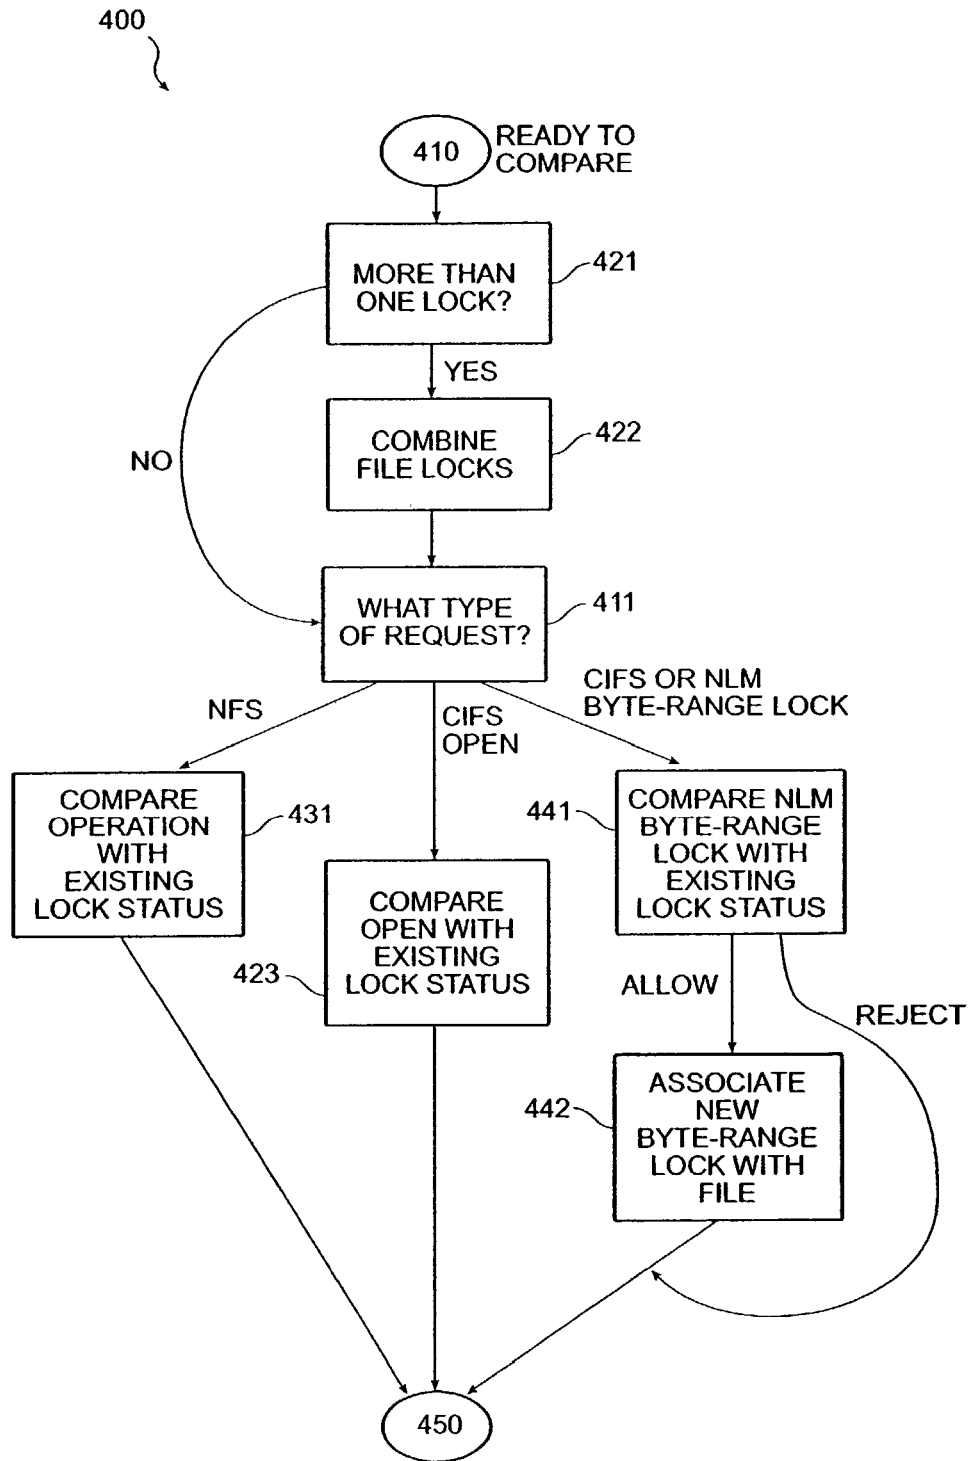 400
410
READY TO
COMPARE
MORE THAN
ONE LOCK?
421
YES
COMBINE
FILE LOCKS
422
NO
WHAT TYPE
OF REQUEST?
411
NFS
CIFS
OPEN
CIFS OR NLM
BYTE-RANGE LOCK
COMPARE
OPERATION
WITH
EXISTING
LOCK STATUS
431
COMPARE
OPEN WITH
EXISTING
LOCK STATUS
423
COMPARE NLM
BYTE-RANGE
LOCK WITH
EXISTING
LOCK STATUS
441
ALLOW
REJECT
ASSOCIATE
NEW
BYTE-RANGE
LOCK WITH
FILE
442
450